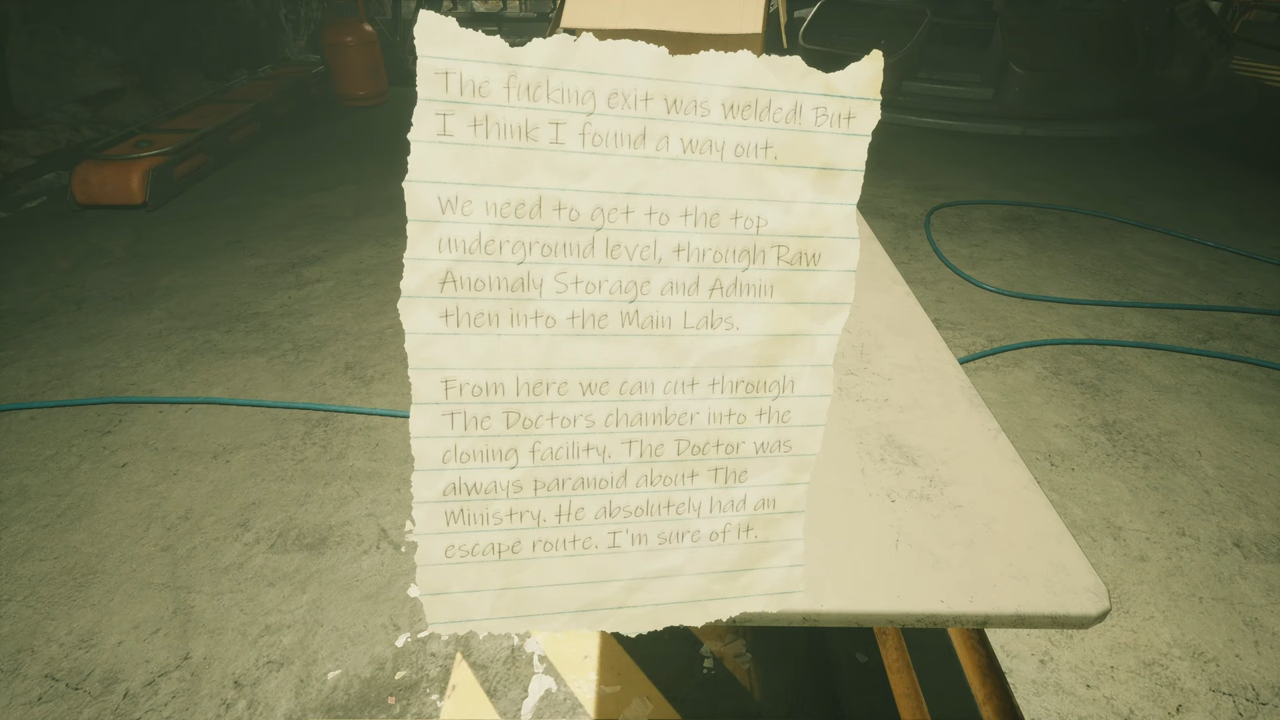 The fucking exit was welded! But
I think I found a way out.
We need to get to the top
underground level, through Raw
Anomaly Storage and Admin
then into the Main Labs.
From here we can cut through
The Doctors chamber into the
cloning facility. The Doctor was
always paranoid about The
Ministry. He absolutely had an
escape route. I'm sure of it.